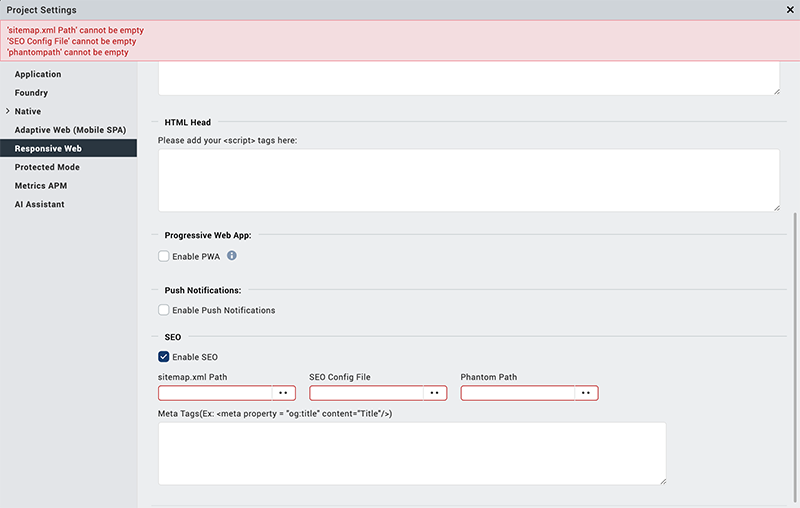 Project Settings
'sitemap.xml Path' cannot be empty
'SEO Config File' cannot be empty
'phantompath' cannot be empty
Application
Foundry
Native
Adaptive Web (Mobile SPA)
Responsive Web
Protected Mode
Metrics APM
AI Assistant
HTML Head
Please add your <script> tags here:
Progressive Web App:
Enable PWA
Push Notifications:
Enable Push Notifications
SEO
Enable SEO
sitemap.xml Path SEO Config File Phantom Path
Meta Tags(Ex: <meta property = "og:title" content="Title"/>)